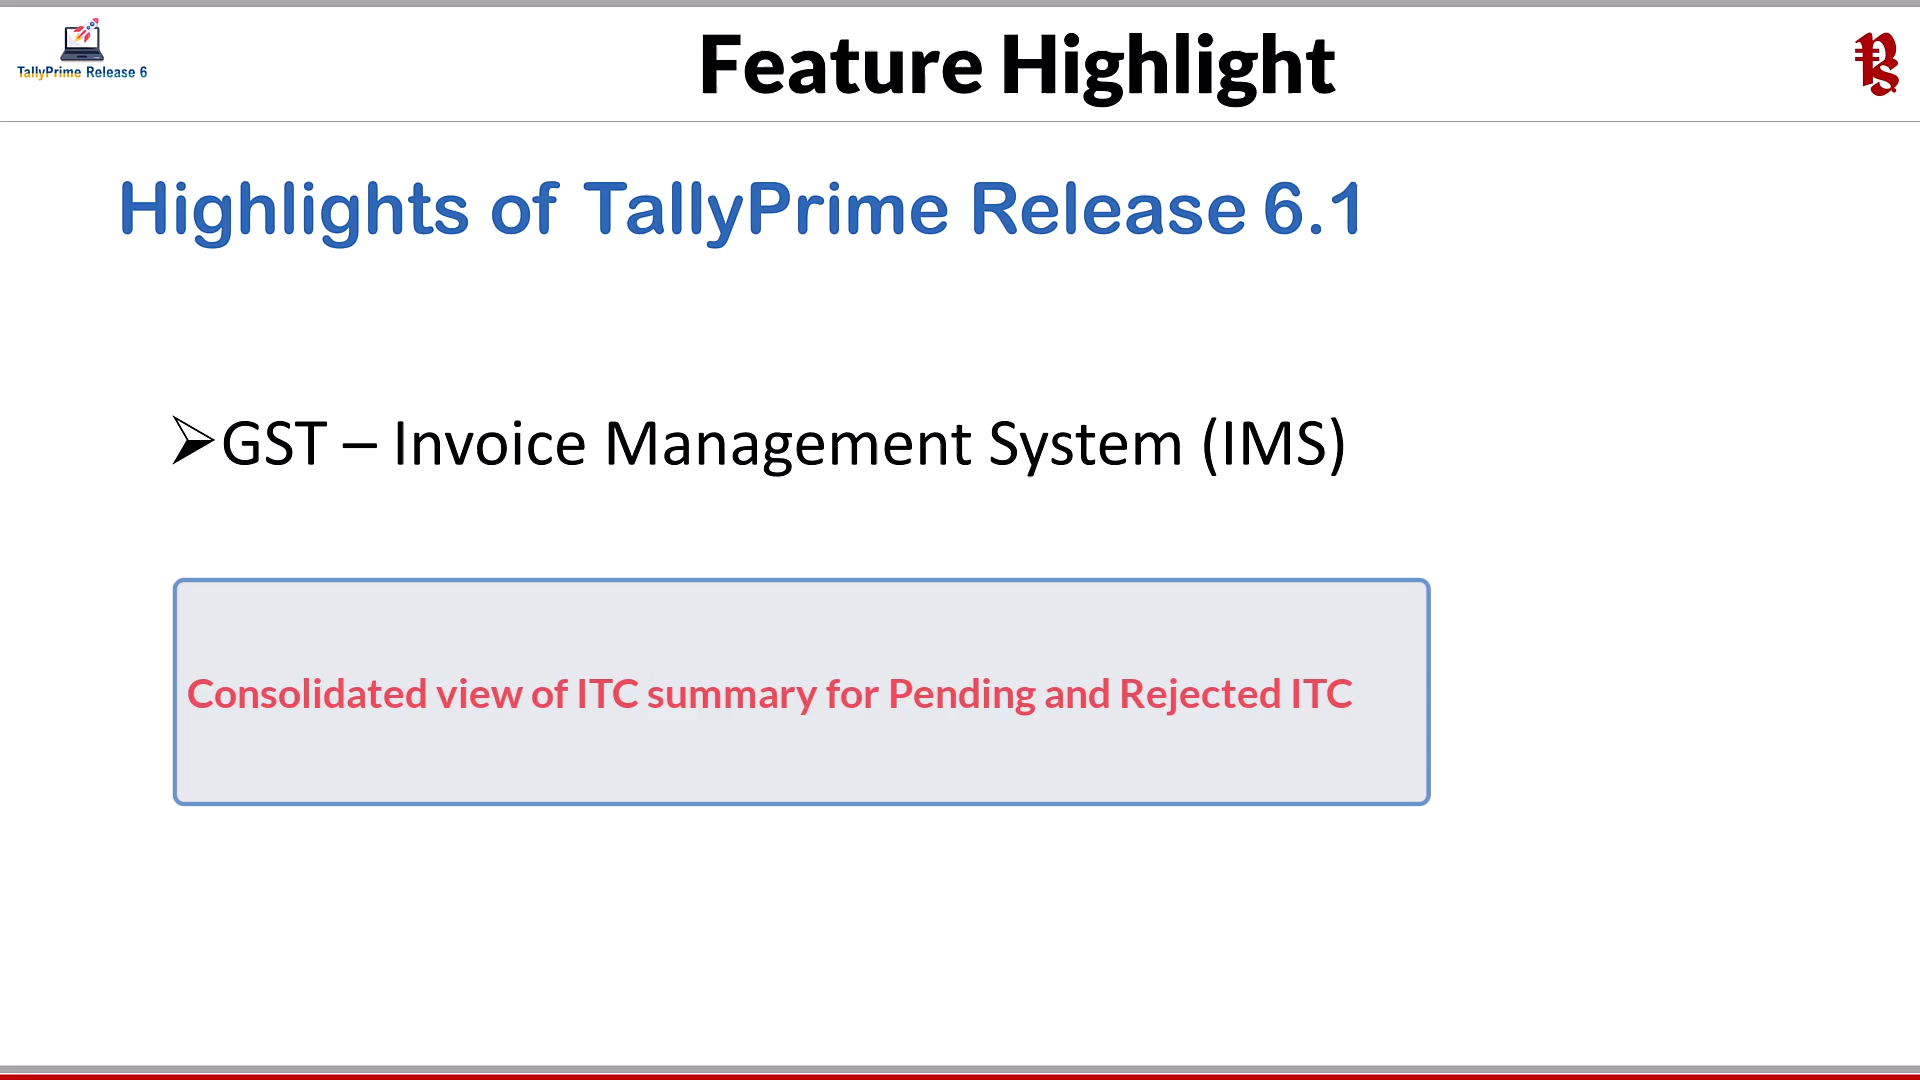 TallyPrime Release 6
Feature Highlight
Highlights of TallyPrime Release 6.1
➢GST – Invoice Management System (IMS)
Consolidated view of ITC summary for Pending and Rejected ITC